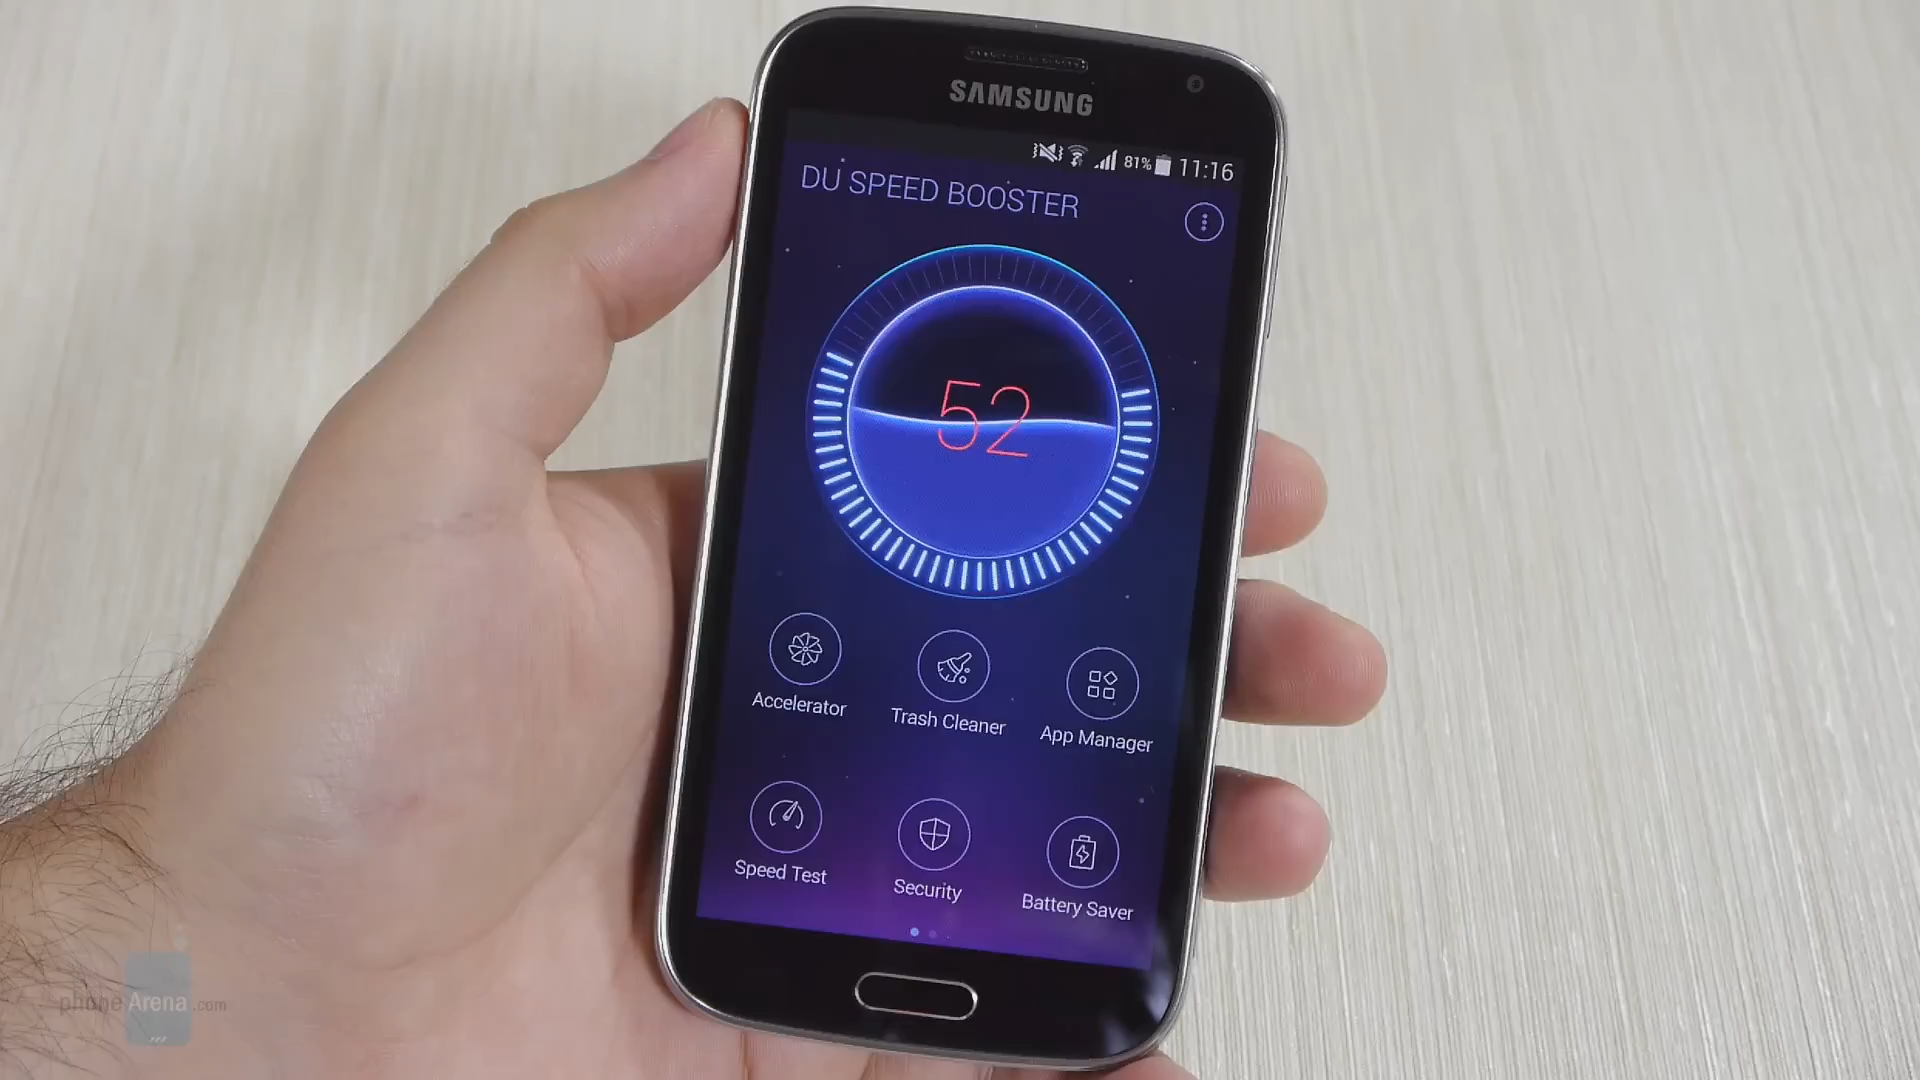 SAMSUNG
81% 11:16
DU SPEED BOOSTER
52
Accelerator
Trash Cleaner
App Manager
Speed Test
Security
Battery Saver
phoneArena.com